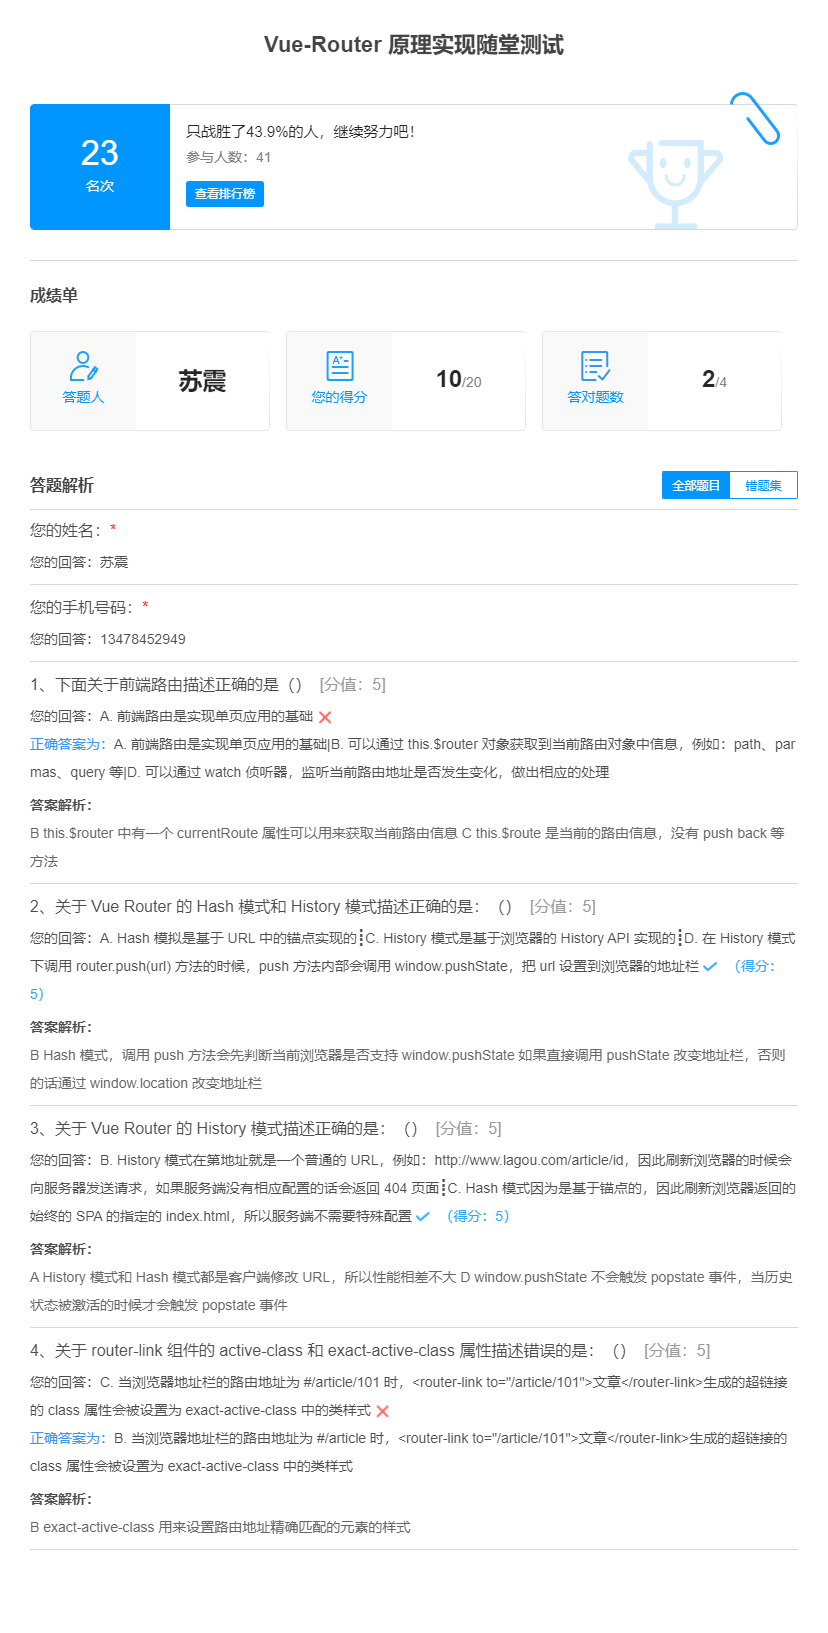 Vue-Router 原理实现随堂测试
23
名次
只战胜了43.9%的人，继续努力吧！
参与人数：41
查看排行榜
成绩单
答题人
苏震
A+
您的得分
10/20
答对题数
2/4
答题解析
全部题目
错题集
您的姓名：*
您的回答：苏震
您的手机号码：*
您的回答：13478452949
1、下面关于前端路由描述正确的是（） [分值：5]
您的回答：A. 前端路由是实现单页应用的基础
正确答案为：A. 前端路由是实现单页应用的基础|B. 可以通过 this.$router 对象获取到当前路由对象中信息，例如：path、par
mas、query 等|D. 可以通过 watch 侦听器，监听当前路由地址是否发生变化，做出相应的处理
答案解析：
B this.$router 中有一个 currentRoute 属性可以用来获取当前路由信息 C this.$route 是当前的路由信息，没有 push back 等
方法
2、关于 Vue Router 的 Hash 模式和 History 模式描述正确的是：（） [分值：5]
您的回答：A. Hash 模拟是基于 URL 中的锚点实现的┋C. History 模式是基于浏览器的 History API 实现的┋D. 在 History 模式
下调用 router.push(url) 方法的时候，push 方法内部会调用 window.pushState，把 url 设置到浏览器的地址栏 （得分：
5）
答案解析：
B Hash 模式，调用 push 方法会先判断当前浏览器是否支持 window.pushState 如果直接调用 pushState 改变地址栏，否则
的话通过 window.location 改变地址栏
3、关于 Vue Router 的 History 模式描述正确的是：（） [分值：5]
您的回答：B. History 模式在第地址就是一个普通的 URL，例如：http://www.lagou.com/article/id，因此刷新浏览器的时候会
向服务器发送请求，如果服务端没有相应配置的话会返回 404 页面┋C. Hash 模式因为是基于锚点的，因此刷新浏览器返回的
始终的 SPA 的指定的 index.html，所以服务端不需要特殊配置 （得分：5）
答案解析：
A History 模式和 Hash 模式都是客户端修改 URL，所以性能相差不大 D window.pushState 不会触发 popstate 事件，当历史
状态被激活的时候才会触发 popstate 事件
4、关于 router-link 组件的 active-class 和 exact-active-class 属性描述错误的是：（） [分值：5]
您的回答：C. 当浏览器地址栏的路由地址为 #/article/101 时，<router-link to="/article/101">文章</router-link>生成的超链接
的 class 属性会被设置为 exact-active-class 中的类样式
正确答案为：B. 当浏览器地址栏的路由地址为 #/article 时，<router-link to="/article/101">文章</router-link>生成的超链接的
class 属性会被设置为 exact-active-class 中的类样式
答案解析：
B exact-active-class 用来设置路由地址精确匹配的元素的样式